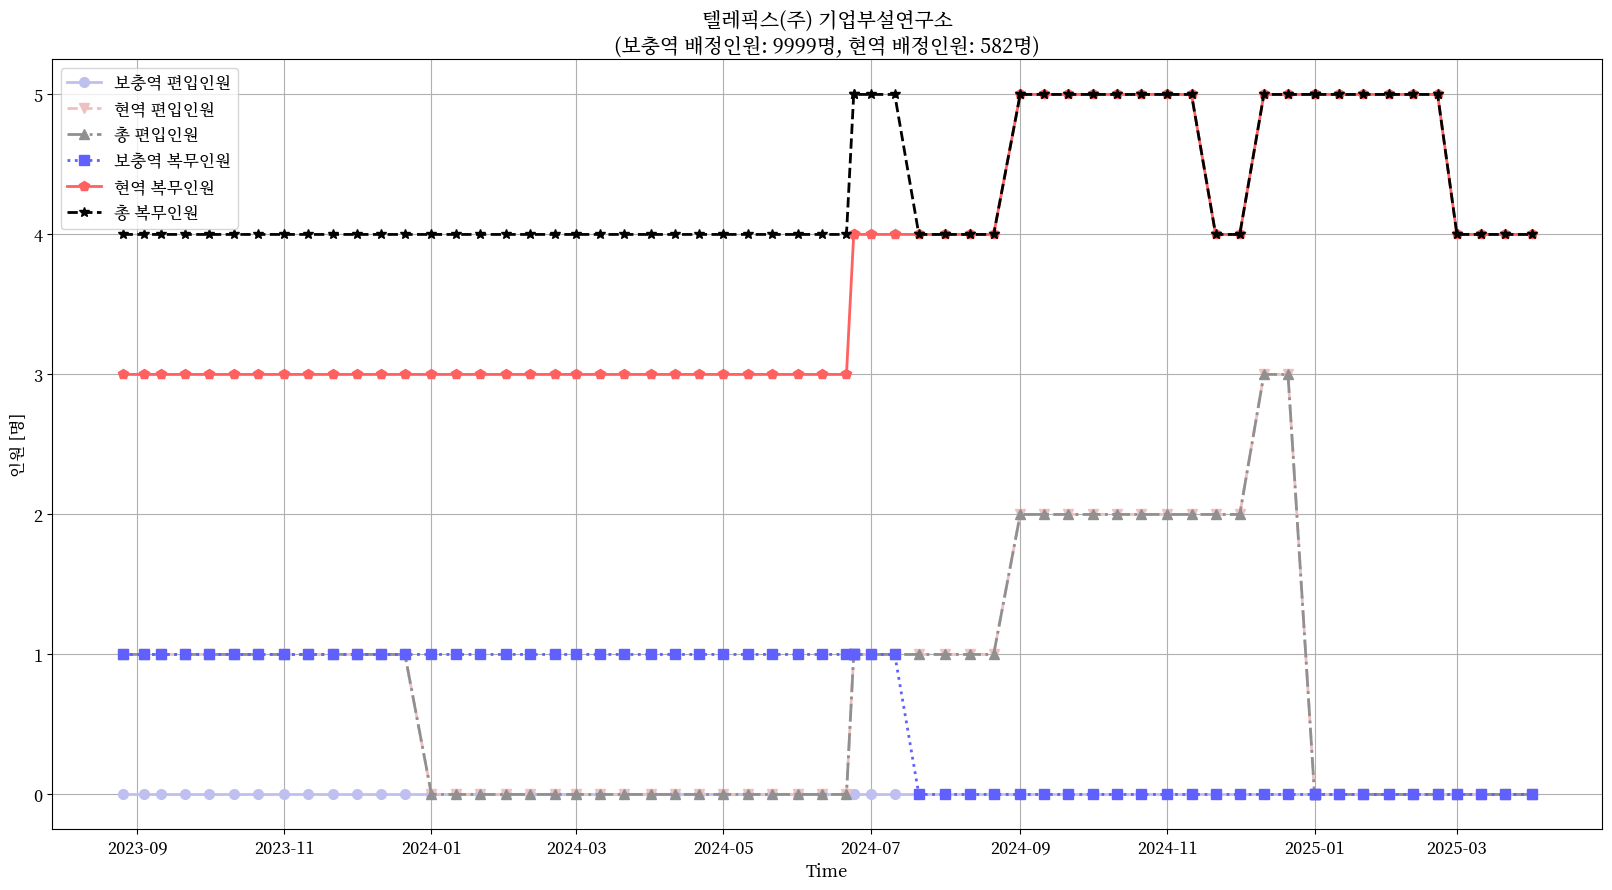 텔레픽스(주) 기업부설연구소
(보충역 배정인원: 9999명, 현역 배정인원: 582명)
보충역 편입인원
현역 편입인원
총 편입인원
보충역 복무인원
현역 복무인원
총 복무인원
5
4
3
2
1
0
인원 [명]
2023-09
2023-11
2024-01
2024-03
2024-05
2024-07
2024-09
2024-11
2025-01
2025-03
Time